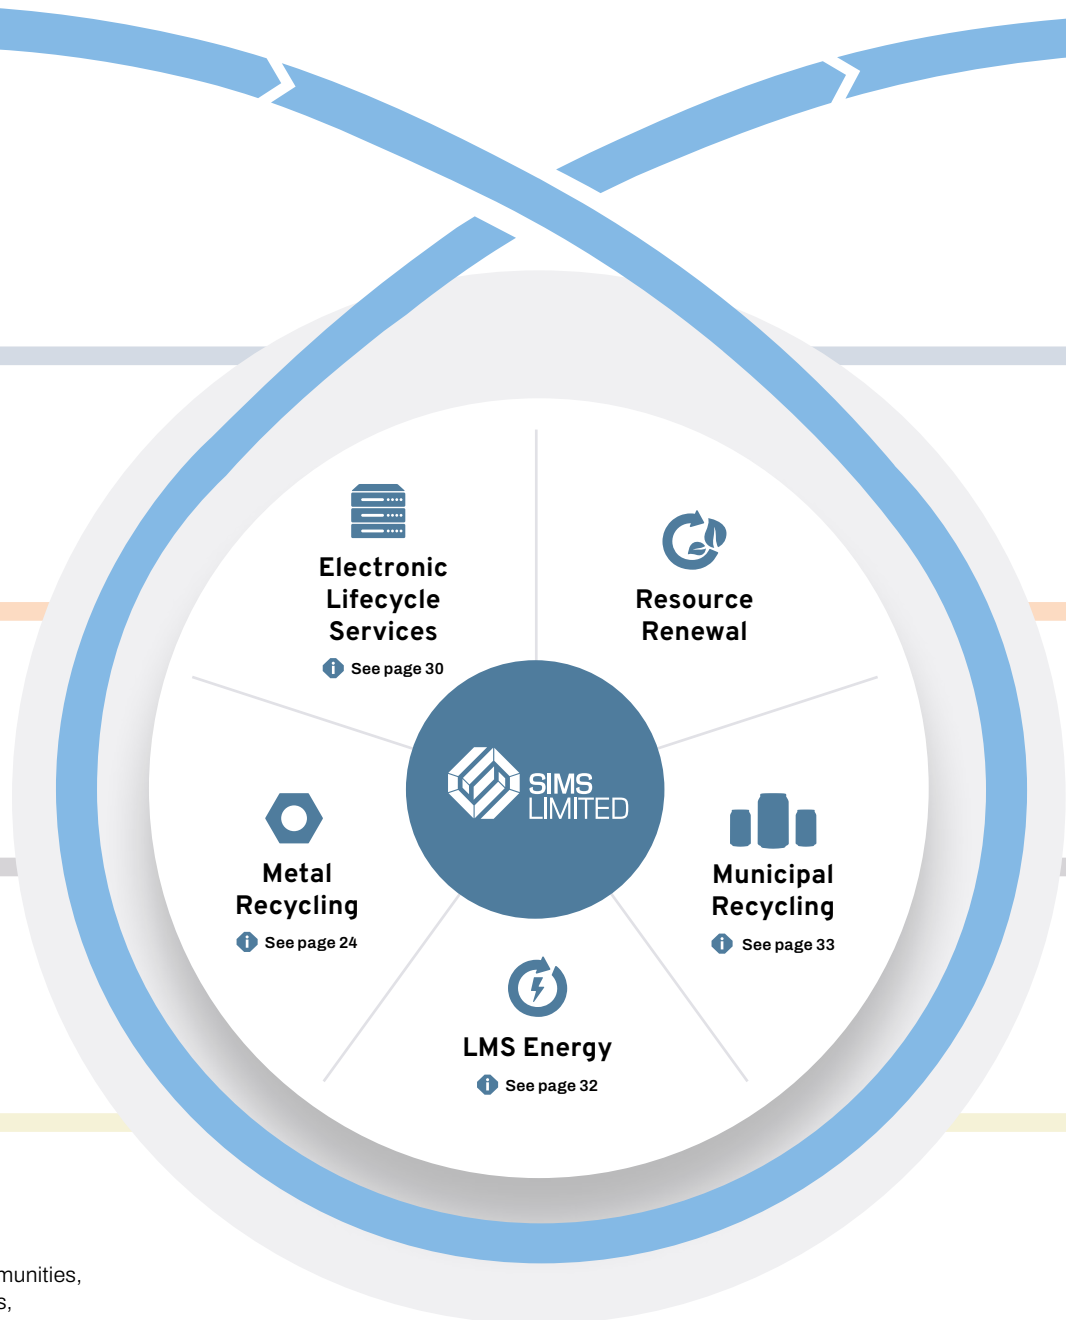 Electronic
Lifecycle
Services
i See page 30
Resource
Renewal
SIMS
LIMITED
Metal
Recycling
i See page 24
Municipal
Recycling
i See page 33
LMS Energy
i See page 32
munities,
s,